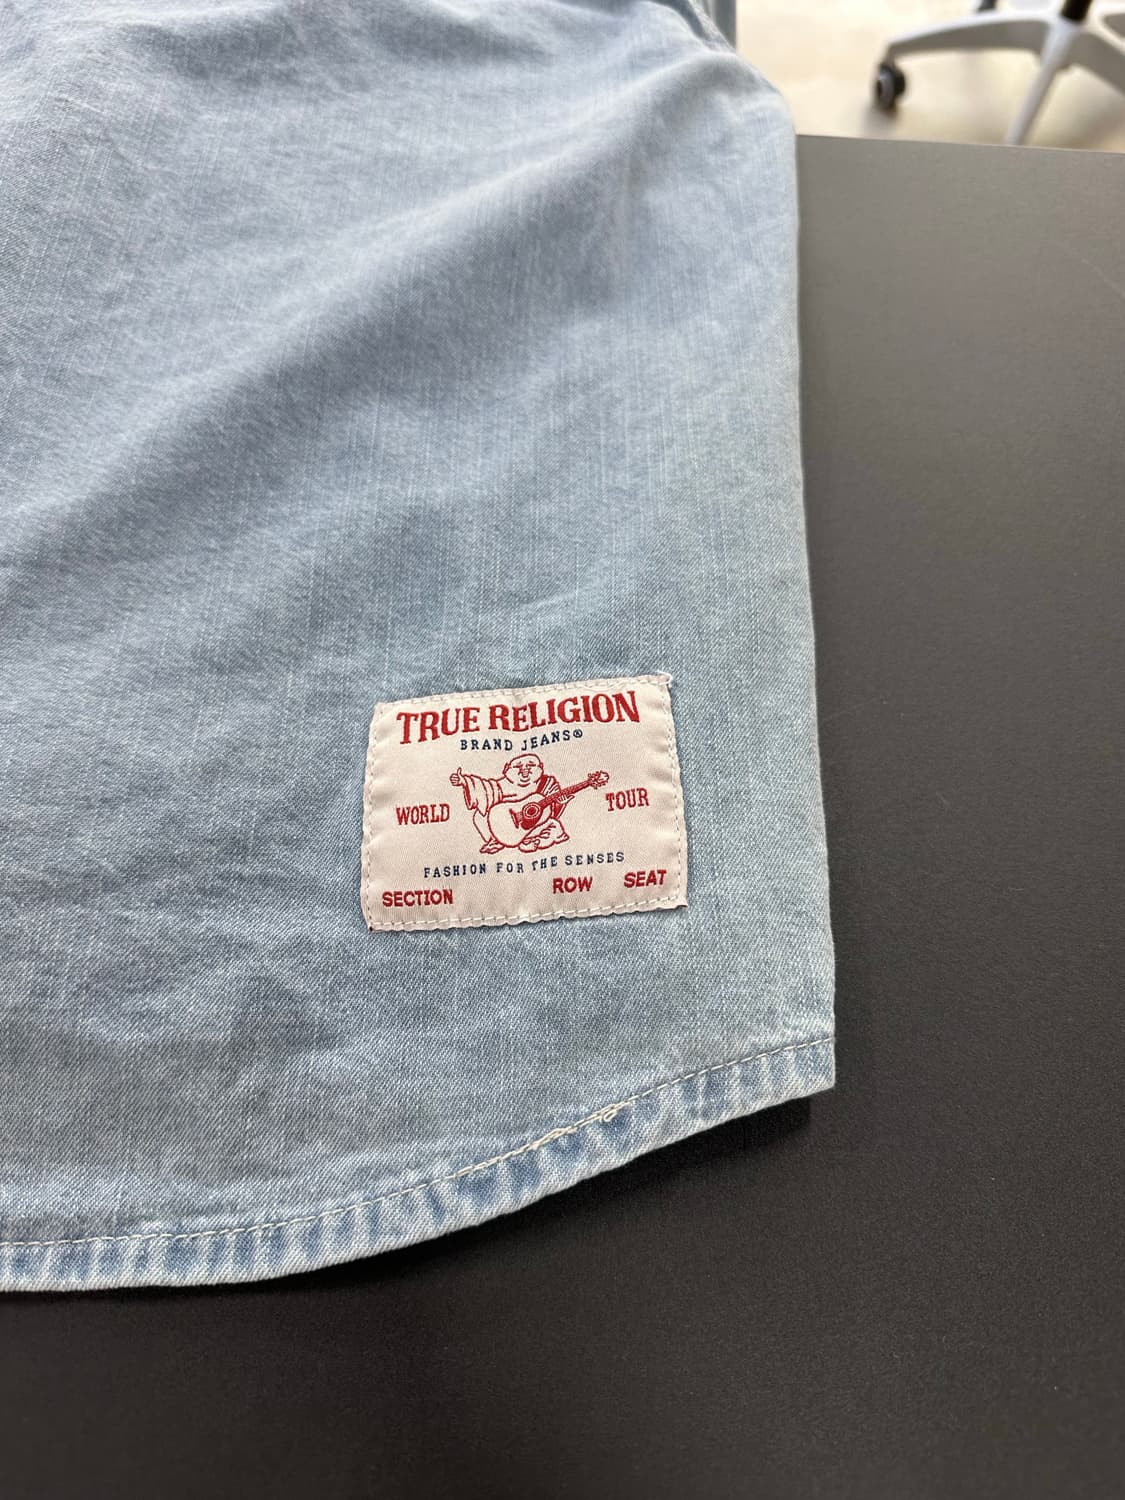 TRUE RELIGION
BRAND JEANS®
WORLD TOUR
FASHION FOR THE SENSES
SECTION ROW SEAT